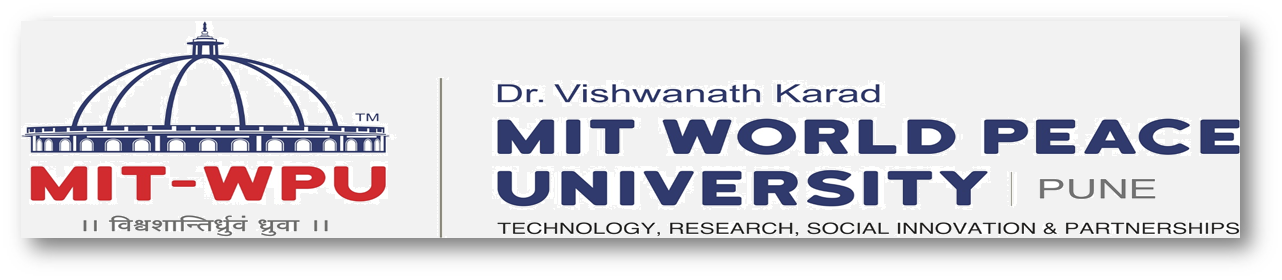 TM
MIT-WPU
।। विश्वशान्तिर्ध्रुवं ध्रुवा ।।
Dr. Vishwanath Karad
MIT WORLD PEACE
UNIVERSITY | PUNE
TECHNOLOGY, RESEARCH, SOCIAL INNOVATION & PARTNERSHIPS